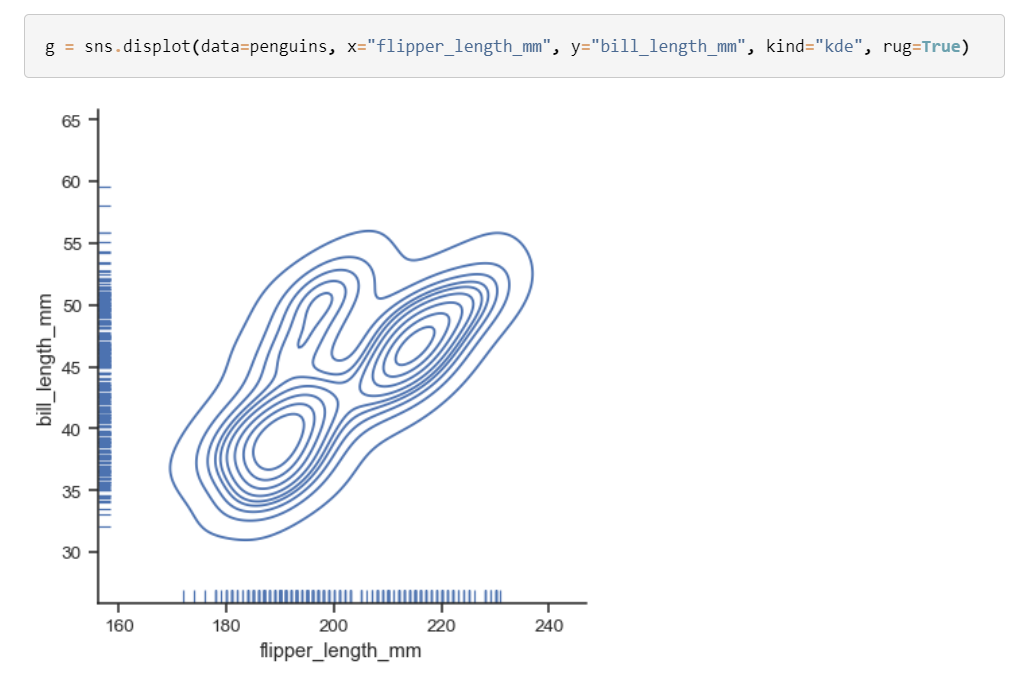 g = sns.displot(data=penguins, x="flipper_length_mm", y="bill_length_mm", kind="kde", rug=True)
65
60
55
50
45
40
35
30
bill_length_mm
160 180 200 220 240
flipper_length_mm